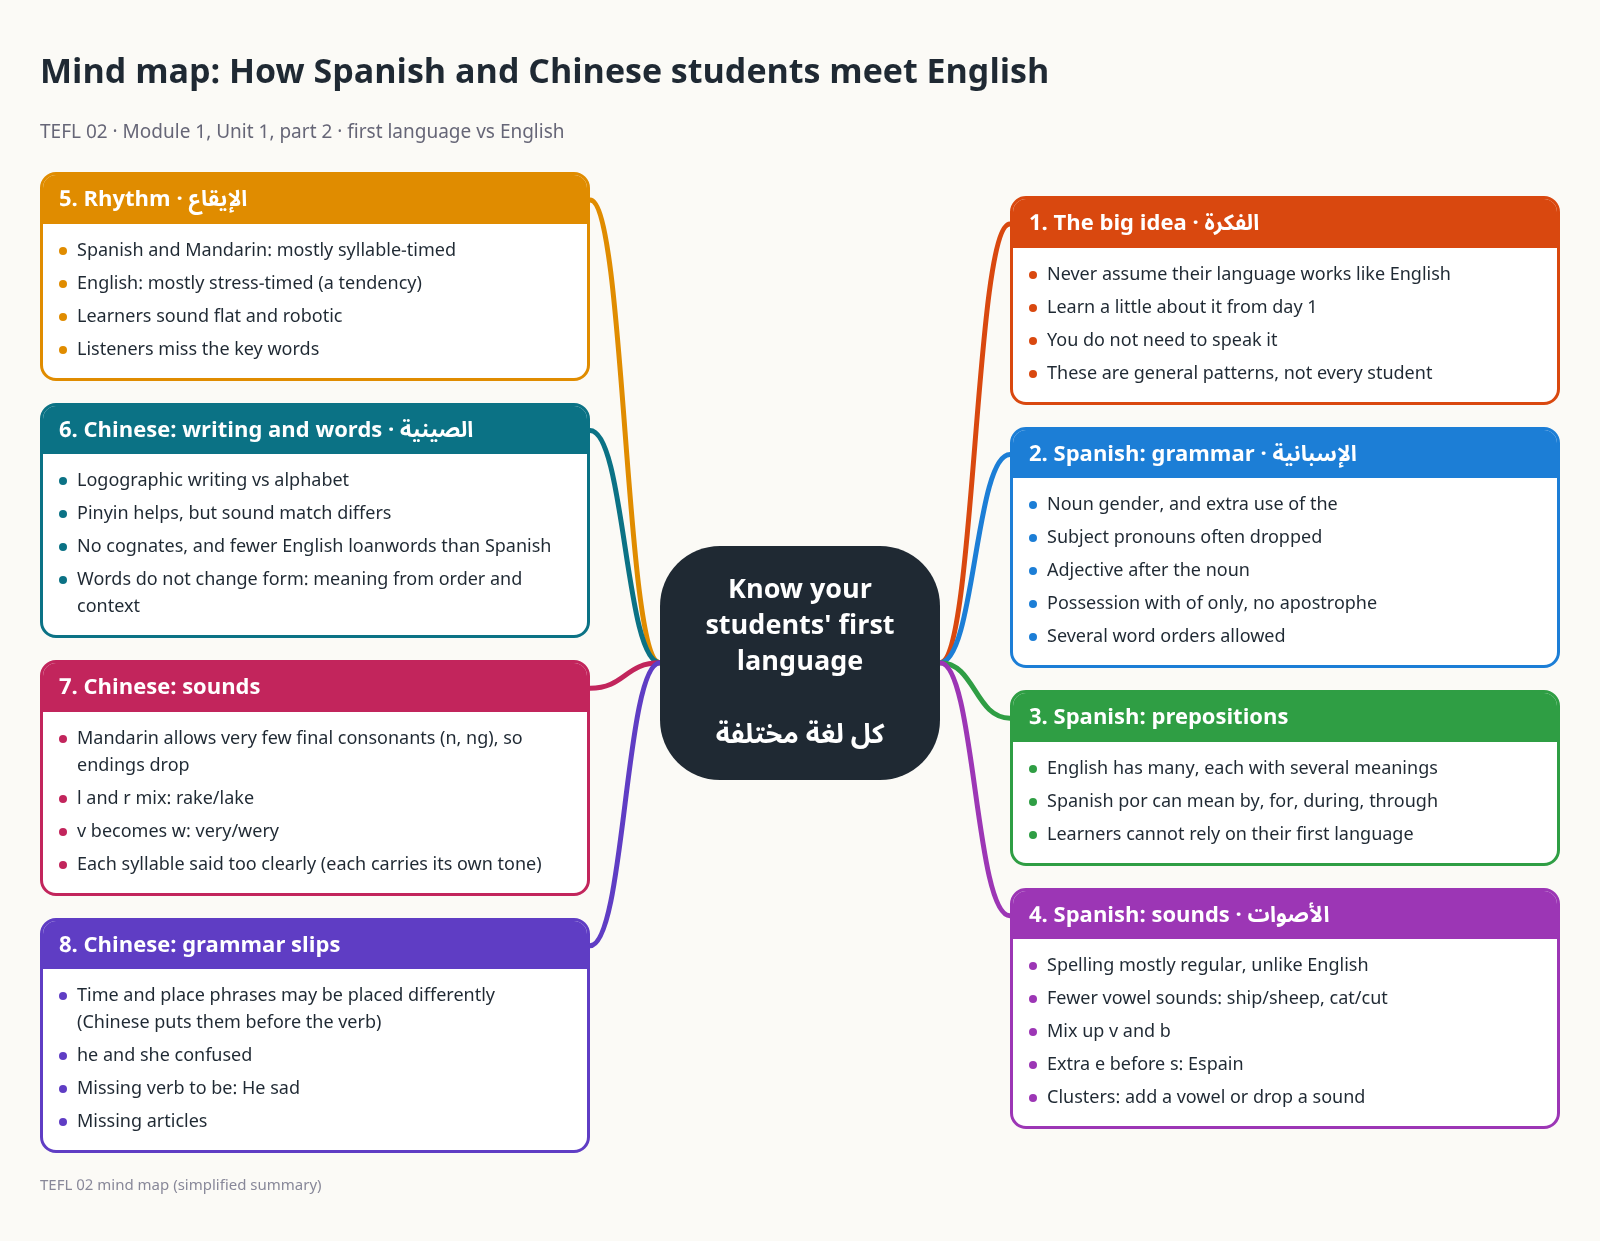 Mind map: How Spanish and Chinese students meet English
TEFL 02 · Module 1, Unit 1, part 2 · first language vs English
Know your
students' first
language
كل لغة مختلفة
1. The big idea · الفكرة
Never assume their language works like English
Learn a little about it from day 1
You do not need to speak it
These are general patterns, not every student
2. Spanish: grammar · الإسبانية
Noun gender, and extra use of the
Subject pronouns often dropped
Adjective after the noun
Possession with of only, no apostrophe
Several word orders allowed
3. Spanish: prepositions
English has many, each with several meanings
Spanish por can mean by, for, during, through
Learners cannot rely on their first language
4. Spanish: sounds · الأصوات
Spelling mostly regular, unlike English
Fewer vowel sounds: ship/sheep, cat/cut
Mix up v and b
Extra e before s: Espain
Clusters: add a vowel or drop a sound
5. Rhythm · الإيقاع
Spanish and Mandarin: mostly syllable-timed
English: mostly stress-timed (a tendency)
Learners sound flat and robotic
Listeners miss the key words
6. Chinese: writing and words · الصينية
Logographic writing vs alphabet
Pinyin helps, but sound match differs
No cognates, and fewer English loanwords than Spanish
Words do not change form: meaning from order and
context
7. Chinese: sounds
Mandarin allows very few final consonants (n, ng), so
endings drop
l and r mix: rake/lake
v becomes w: very/wery
Each syllable said too clearly (each carries its own tone)
8. Chinese: grammar slips
Time and place phrases may be placed differently
(Chinese puts them before the verb)
he and she confused
Missing verb to be: He sad
Missing articles
TEFL 02 mind map (simplified summary)